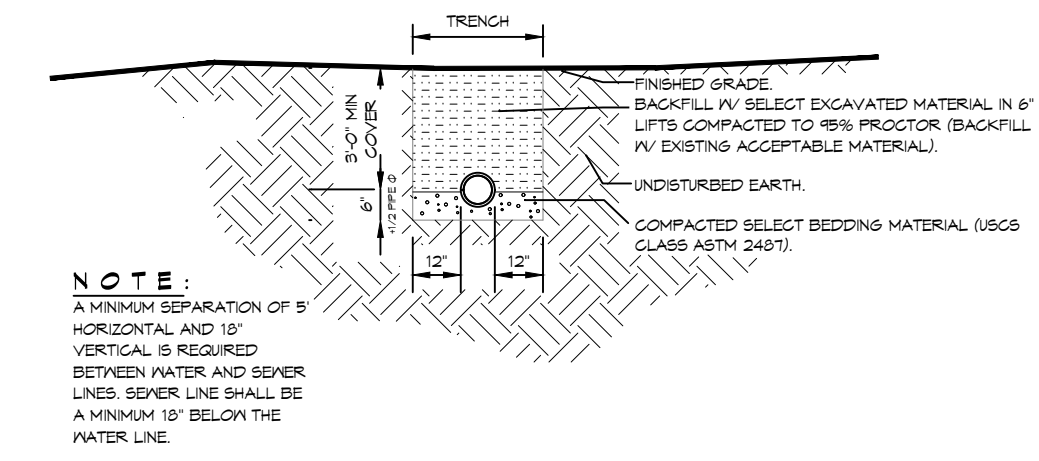 TRENCH
FINISHED GRADE.
BACKFILL W/ SELECT EXCAVATED MATERIAL IN 6"
LIFTS COMPACTED TO 95% PROCTOR (BACKFILL
W/ EXISTING ACCEPTABLE MATERIAL).
3'-0" MIN
COVER
UNDISTURBED EARTH.
6"
+1/2 PIPE Φ
COMPACTED SELECT BEDDING MATERIAL (USCS
CLASS ASTM 2487).
12"
12"
NOTE:
A MINIMUM SEPARATION OF 5'
HORIZONTAL AND 18"
VERTICAL IS REQUIRED
BETWEEN WATER AND SEWER
LINES. SEWER LINE SHALL BE
A MINIMUM 18" BELOW THE
WATER LINE.